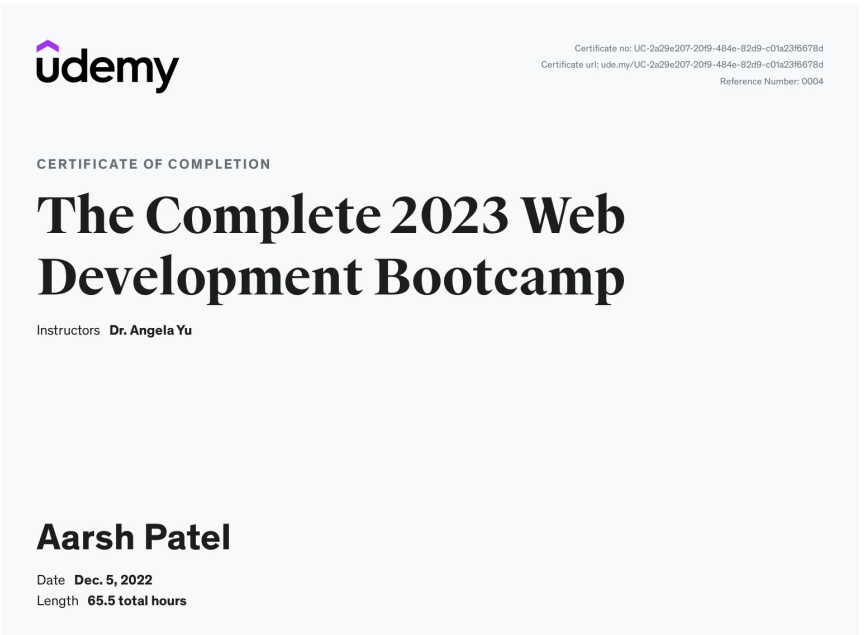 udemy
Certificate no: UC-2a29e207-20f9-484e-82d9-c01a23f6678d
Certificate url: ude.my/UC-2a29e207-20f9-484e-82d9-c01a23f6678d
Reference Number: 0004
CERTIFICATE OF COMPLETION
The Complete 2023 Web
Development Bootcamp
Instructors Dr. Angela Yu
Aarsh Patel
Date Dec. 5, 2022
Length 65.5 total hours